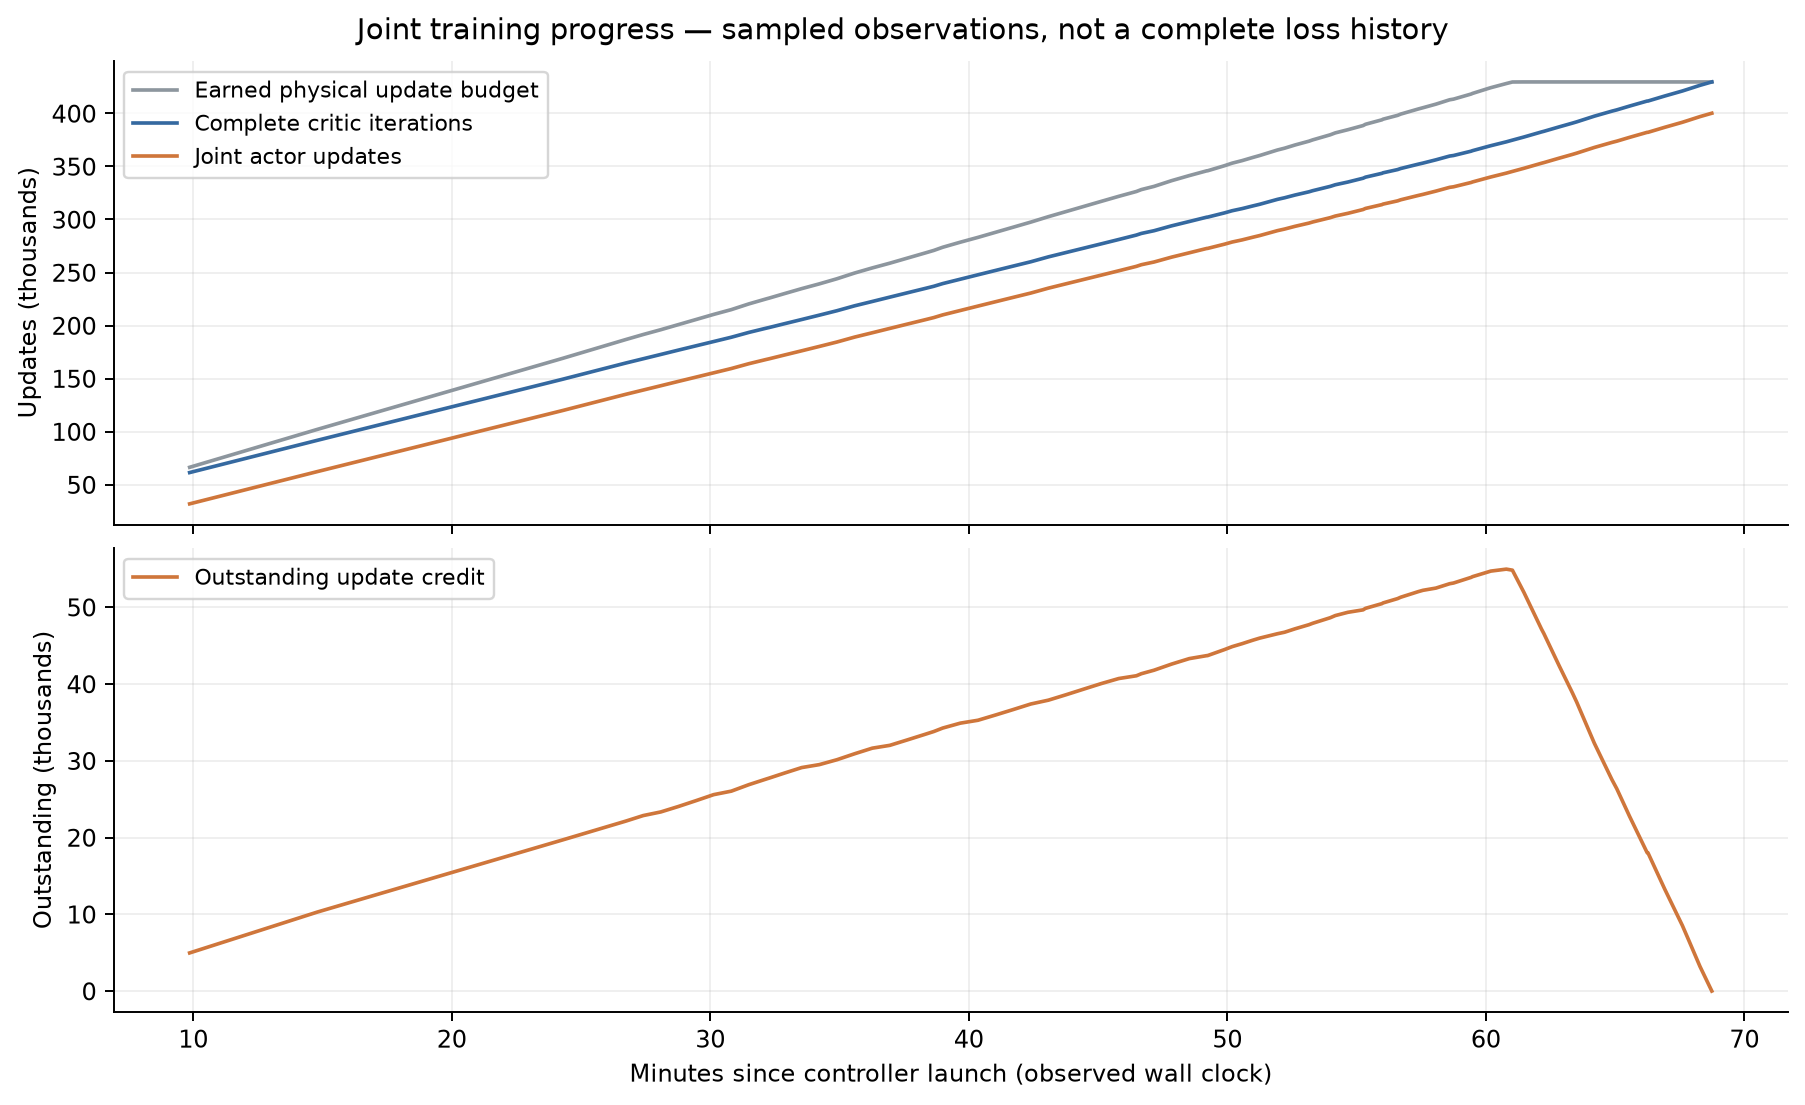 Joint training progress — sampled observations, not a complete loss history
Earned physical update budget
Complete critic iterations
Joint actor updates
Updates (thousands)
400
350
300
250
200
150
100
50
Outstanding update credit
Outstanding (thousands)
50
40
30
20
10
0
10 20 30 40 50 60 70
Minutes since controller launch (observed wall clock)